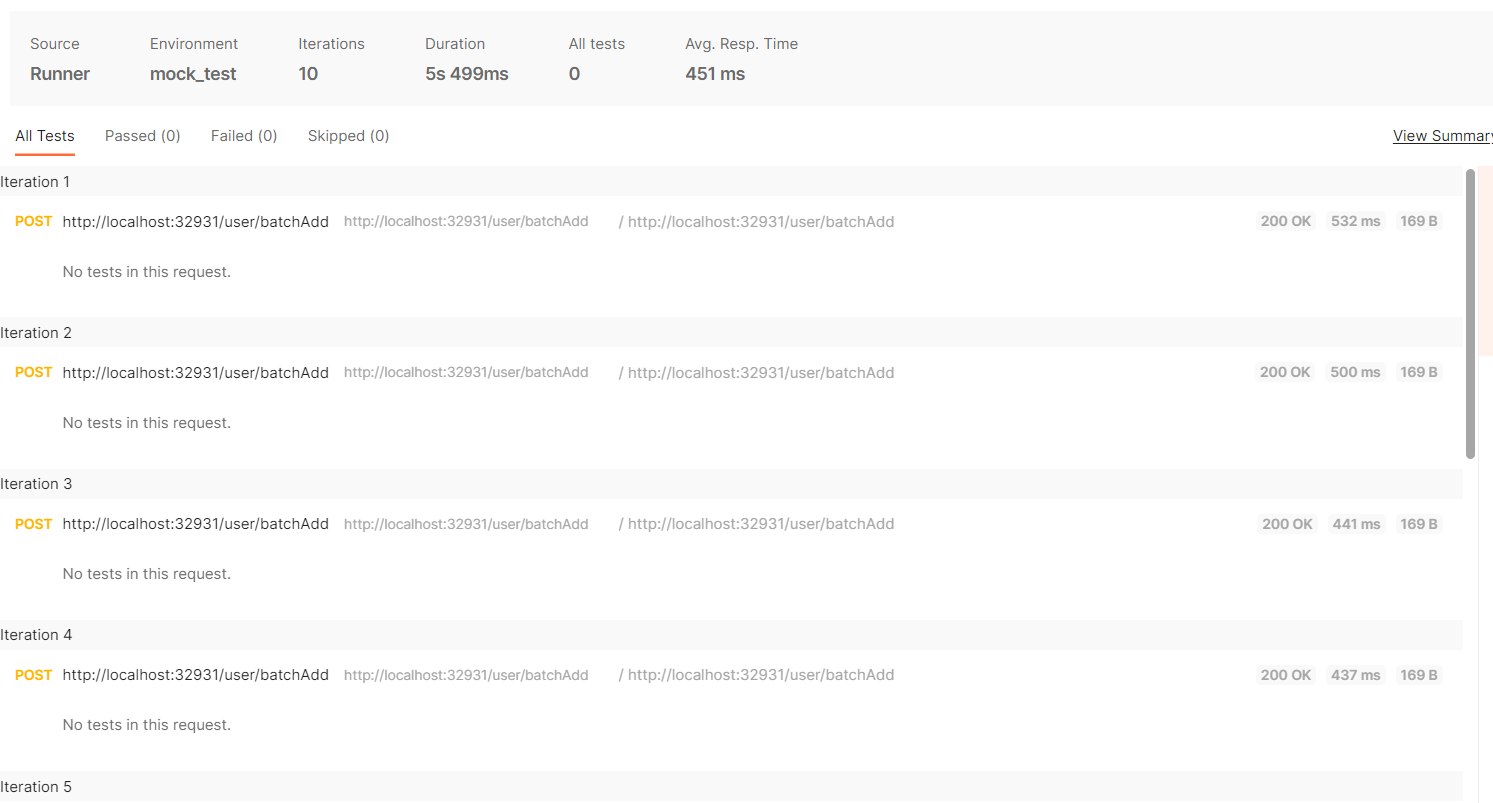 Source Environment Iterations Duration All tests Avg. Resp. Time
Runner mock_test 10 5s 499ms 0 451 ms
All Tests Passed (0) Failed (0) Skipped (0) View Summary
Iteration 1
POST http://localhost:32931/user/batchAdd http://localhost:32931/user/batchAdd / http://localhost:32931/user/batchAdd 200 OK 532 ms 169 B
No tests in this request.
Iteration 2
POST http://localhost:32931/user/batchAdd http://localhost:32931/user/batchAdd / http://localhost:32931/user/batchAdd 200 OK 500 ms 169 B
No tests in this request.
Iteration 3
POST http://localhost:32931/user/batchAdd http://localhost:32931/user/batchAdd / http://localhost:32931/user/batchAdd 200 OK 441 ms 169 B
No tests in this request.
Iteration 4
POST http://localhost:32931/user/batchAdd http://localhost:32931/user/batchAdd / http://localhost:32931/user/batchAdd 200 OK 437 ms 169 B
No tests in this request.
Iteration 5